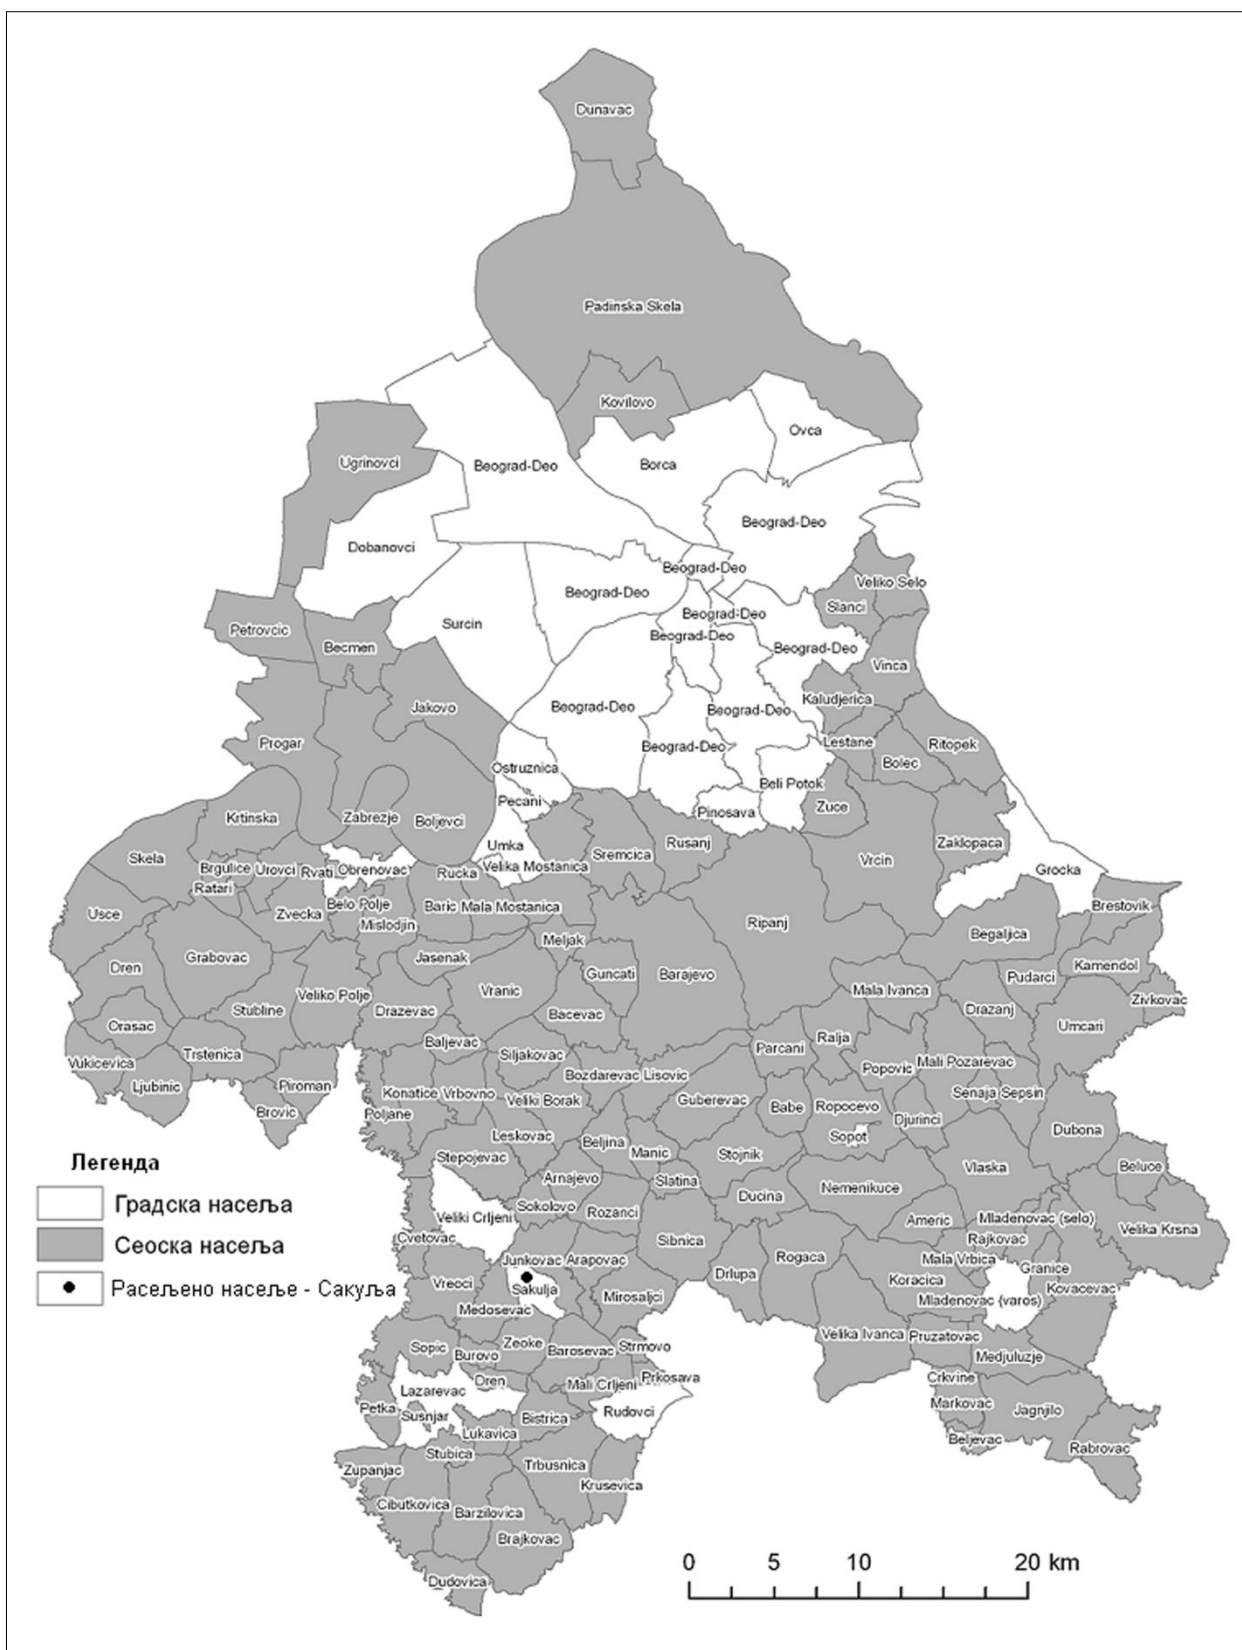 Dunavac
Padinska Skela
Kovilovo
Ovca
Ugrinovci
Beograd-Deo
Borca
Beograd-Deo
Dobanovci
Beograd-Deo
Veliko Selo
Beograd-Deo
Slanci
Beograd-Deo
Petrovcic
Surcin
Beograd-Deo
Becmen
Beograd-Deo
Vinca
Kaludjerica
Jakovo
Beograd-Deo
Beograd-Deo
Progar
Beograd-Deo
Lestane
Ritopek
Bolec
Ostruznica
Beli Potok
Pecani
Zuce
Pinosava
Krtinska
Zabrezje
Boljevci
Umka
Rusanj
Zaklopaca
Skela
Sremcica
Vrcin
Brgulice
Urovci
Rvati
Obrenovac
Rucka
Velika Mostanica
Grocka
Ratari
Belo Polje
Baric
Mala Mostanica
Brestovik
Usce
Zvecka
Mislodjin
Ripanj
Begaljica
Meljak
Dren
Grabovac
Jasenak
Guncati
Barajevo
Pudarci
Kamendol
Veliko Polje
Vranic
Mala Ivanca
Zivkovac
Stubline
Drazevac
Bacevac
Drazanj
Umcari
Orasac
Baljevac
Siljakovac
Parcani
Ralja
Vukicevica
Trstenica
Bozdarevac
Lisovic
Popovic
Mali Pozarevac
Ljubinic
Piroman
Konatice
Vrbovno
Veliki Borak
Guberevac
Babe
Ropocevo
Senaja
Sepsin
Brovic
Poljane
Djurinci
Leskovac
Beljina
Sopot
Dubona
Stepojevac
Manic
Stojnik
Vlaska
Beluce
Arnajevo
Slatina
Ducina
Nemenikuce
Sokolovo
Rozanci
Veliki Crljeni
Americ
Mladenovac (selo)
Cvetovac
Sibnica
Rajkovac
Velika Krsna
Junkovac
Arapovac
Rogaca
Mala Vrbica
Granice
Vreoci
Sakulja
Drlupa
Koracica
Kovacevac
Medosevac
Mirosaljci
Mladenovac (varos)
Velika Ivanca
Pruzatovac
Sopic
Burovo
Zeoke
Barosevac
Strmovo
Medjuluzje
Lazarevac
Dren
Mali Crljeni
Prkosava
Crkvine
Petka
Susnjar
Bistrica
Rudovci
Markovac
Jagnjilo
Lukavica
Beljevac
Stubica
Rabrovac
Zupanjac
Trbusnica
Krusevica
Cibutkovica
Barzilovica
Brajkovac
Dudovica
Легенда
Градска насеља
Сеоска насеља
Расељено насеље - Сакуља
0 5 10 20 km